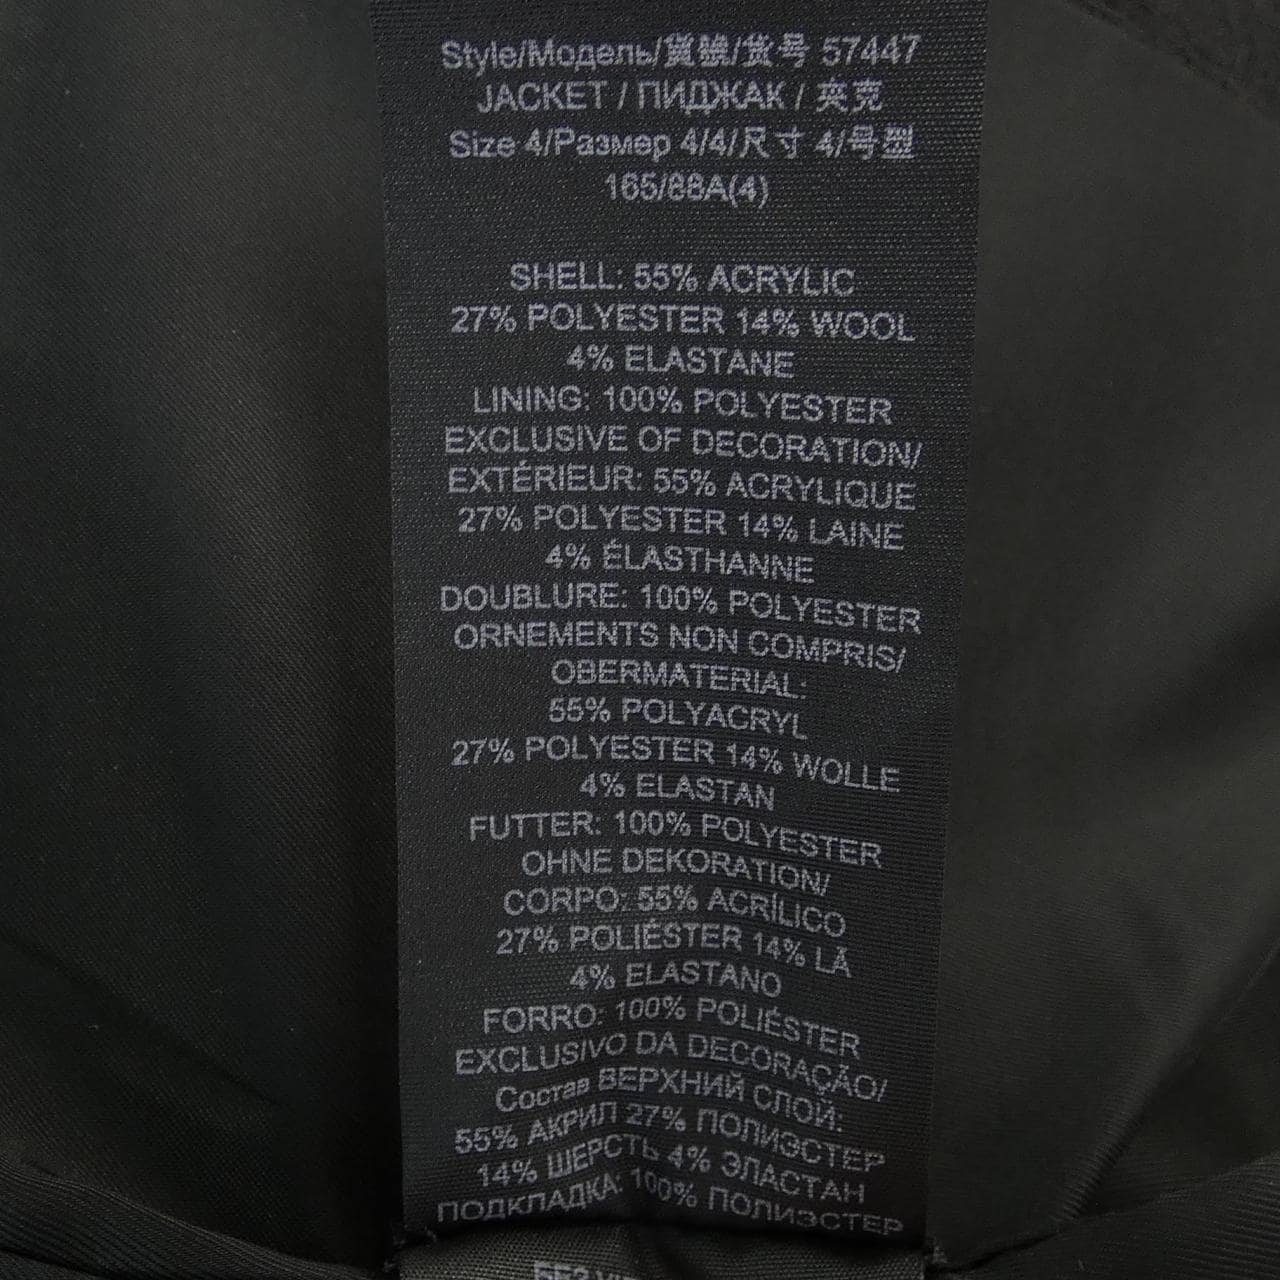 Style/Модель/貨號/货号 57447
JACKET / ПИДЖАК / 夹克
Size 4/Размер 4/4/尺寸 4/号型
165/88A(4)
SHELL: 55% ACRYLIC
27% POLYESTER 14% WOOL
4% ELASTANE
LINING: 100% POLYESTER
EXCLUSIVE OF DECORATION/
EXTÉRIEUR: 55% ACRYLIQUE
27% POLYESTER 14% LAINE
4% ÉLASTHANNE
DOUBLURE: 100% POLYESTER
ORNEMENTS NON COMPRIS/
OBERMATERIAL:
55% POLYACRYL
27% POLYESTER 14% WOLLE
4% ELASTAN
FUTTER: 100% POLYESTER
OHNE DEKORATION/
CORPO: 55% ACRÍLICO
27% POLIÉSTER 14% LÃ
4% ELASTANO
FORRO: 100% POLIÉSTER
EXCLUSIVO DA DECORAÇÃO/
Состав ВЕРХНИЙ СЛОЙ:
55% АКРИЛ 27% ПОЛИЭСТЕР
14% ШЕРСТЬ 4% ЭЛАСТАН
ПОДКЛАДКА: 100% ПОЛИЭСТЕР